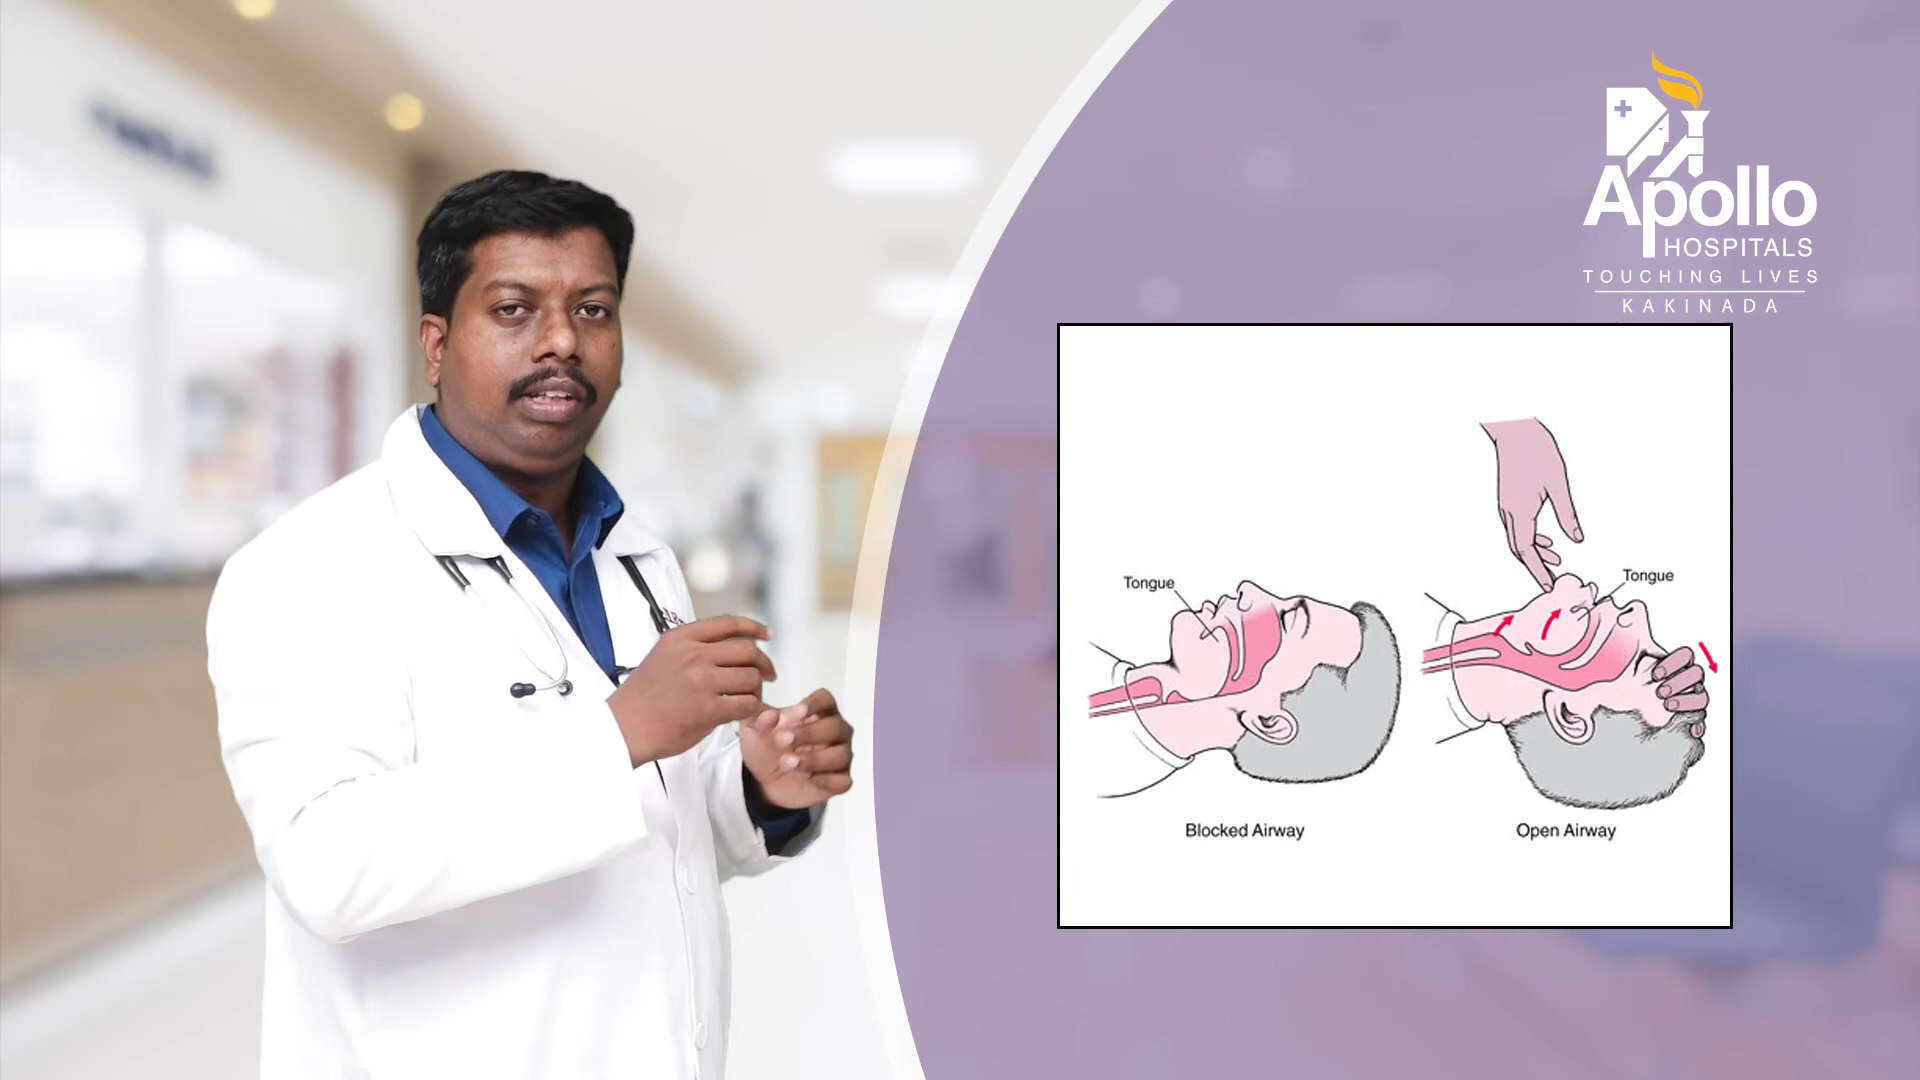 Apollo
HOSPITALS
TOUCHING LIVES
KAKINADA
Tongue
Tongue
Blocked Airway
Open Airway